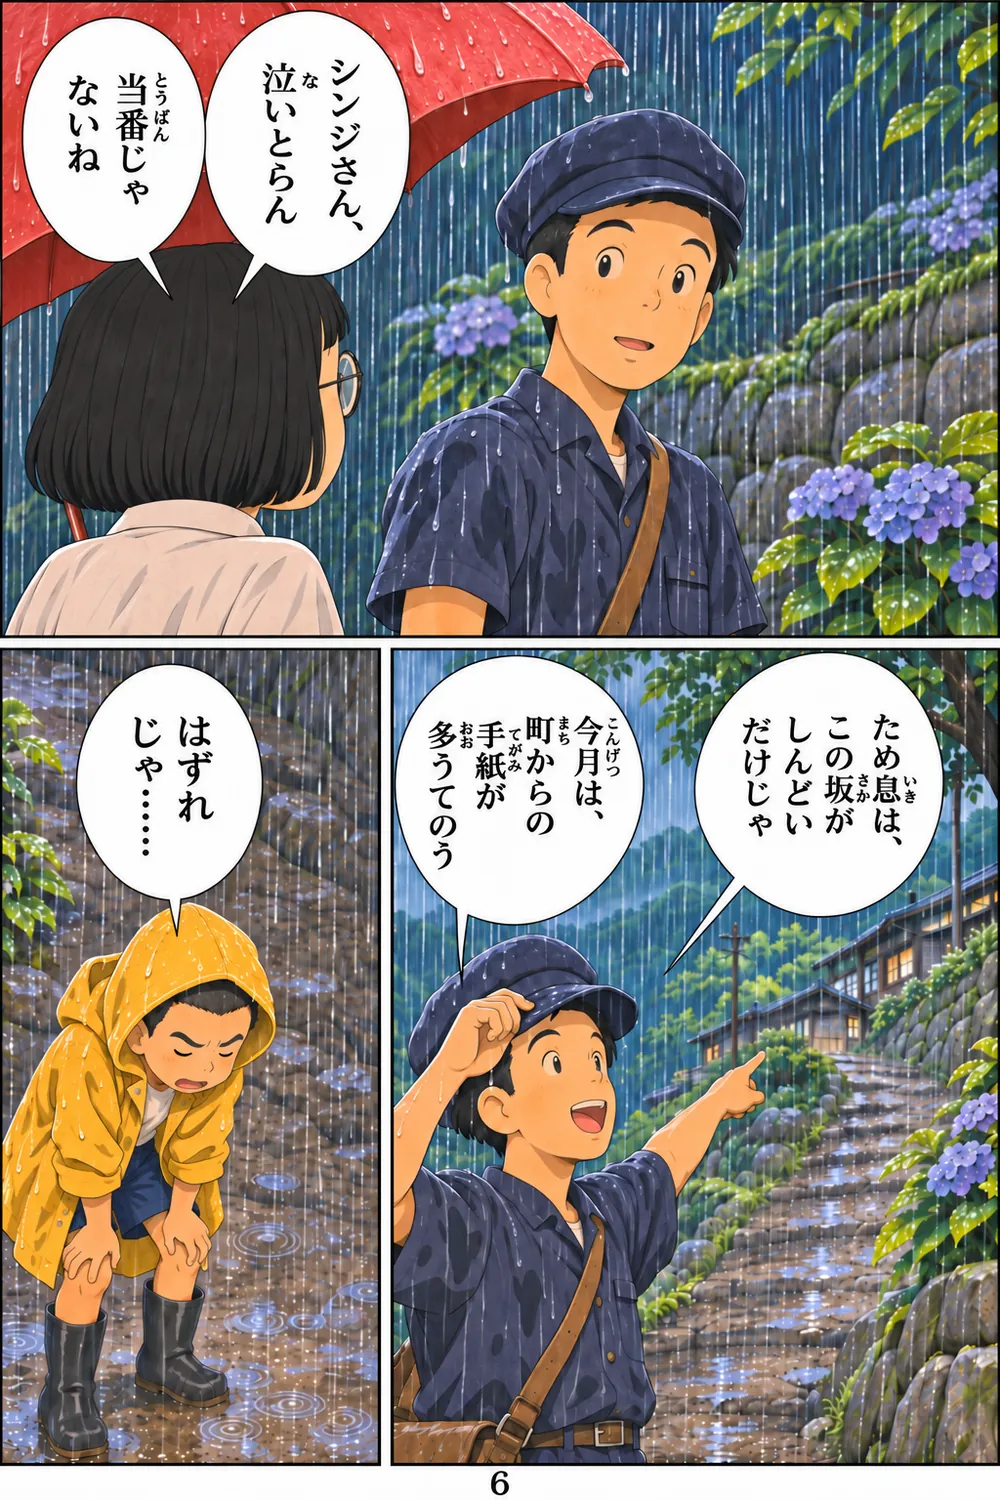 シンジさん、
泣いとらん
当番じゃ
ないね
ため息は、
この坂が
しんどい
だけじゃ
今月は、
町からの
手紙が
多うてのう
はずれ
じゃ……
6